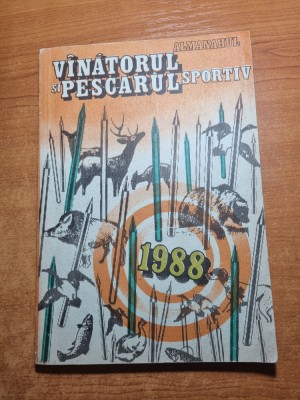 ALMANAHUL
VÎNĂTORUL
ȘI PESCARUL SPORTIV
1988